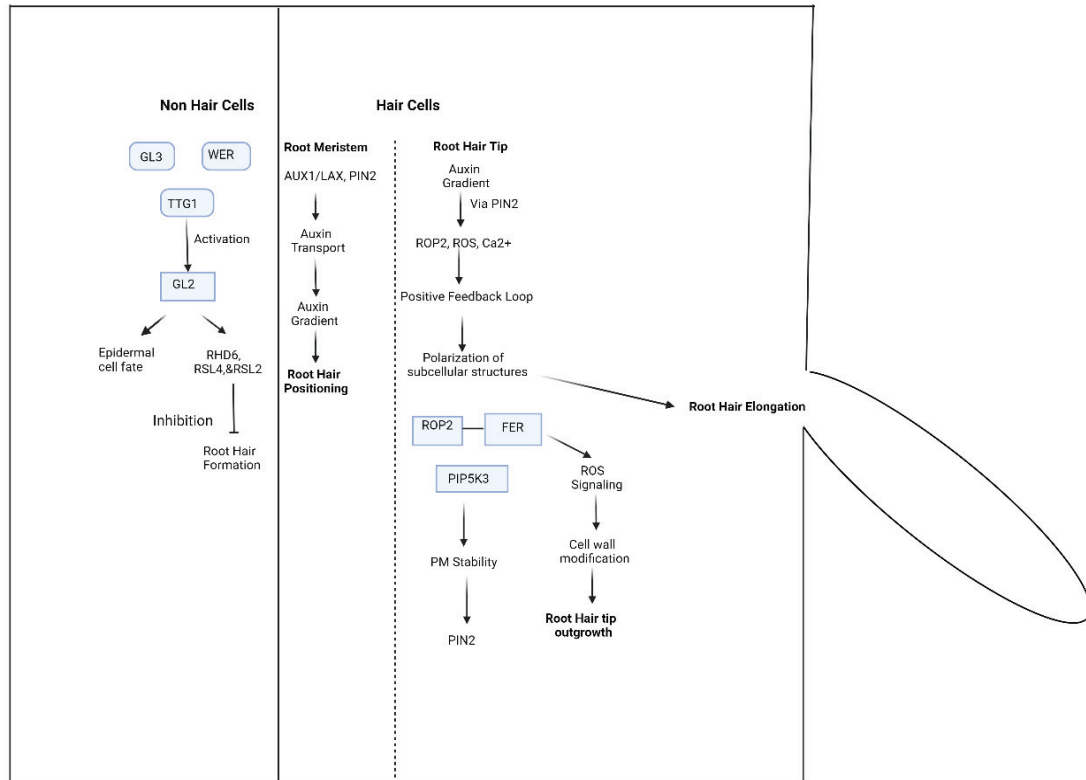 Non Hair Cells
GL3
WER
TTG1
Activation
GL2
Epidermal
cell fate
RHD6,
RSL4,&RSL2
Inhibition
Root Hair
Formation
Hair Cells
Root Meristem
AUX1/LAX, PIN2
Auxin
Transport
Auxin
Gradient
Root Hair
Positioning
Root Hair Tip
Auxin
Gradient
Via PIN2
ROP2, ROS, Ca2+
Positive Feedback Loop
Polarization of
subcellular structures
Root Hair Elongation
ROP2
FER
PIP5K3
PM Stability
PIN2
ROS
Signaling
Cell wall
modification
Root Hair tip
outgrowth